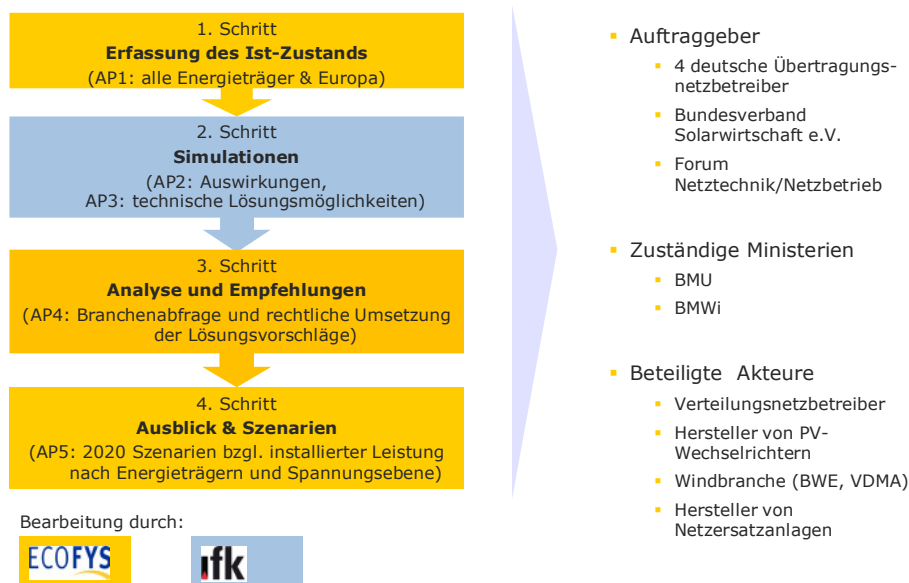 1. Schritt
Erfassung des Ist-Zustands
(AP1: alle Energieträger & Europa)
2. Schritt
Simulationen
(AP2: Auswirkungen,
AP3: technische Lösungsmöglichkeiten)
3. Schritt
Analyse und Empfehlungen
(AP4: Branchenabfrage und rechtliche Umsetzung
der Lösungsvorschläge)
4. Schritt
Ausblick & Szenarien
(AP5: 2020 Szenarien bzgl. installierter Leistung
nach Energieträgern und Spannungsebene)
Bearbeitung durch:
ECOFYS
ifk
Auftraggeber
4 deutsche Übertragungs-
netzbetreiber
Bundesverband
Solarwirtschaft e.V.
Forum
Netztechnik/Netzbetrieb
Zuständige Ministerien
BMU
BMWi
Beteiligte Akteure
Verteilungsnetzbetreiber
Hersteller von PV-
Wechselrichtern
Windbranche (BWE, VDMA)
Hersteller von
Netzersatzanlagen